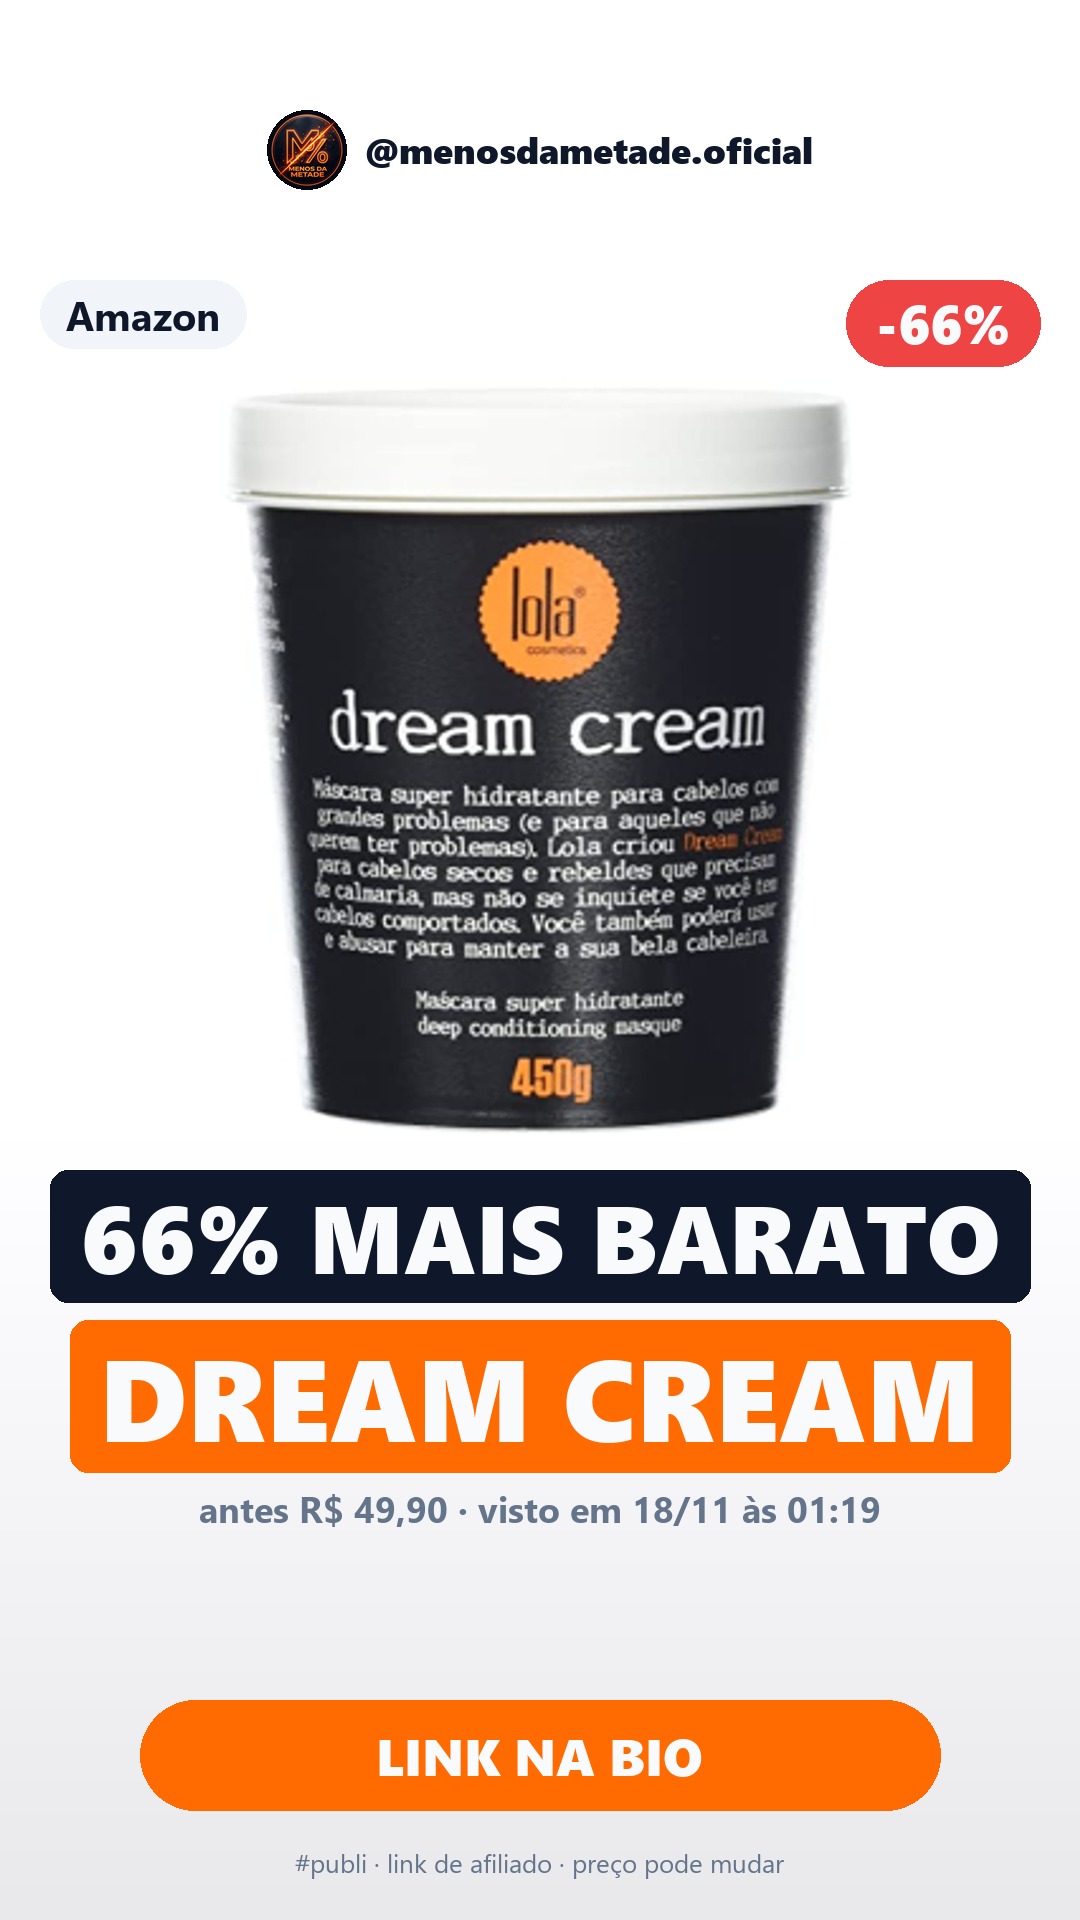 M%
MENOS DA
METADE
@menosdametade.oficial
Amazon
-66%
lola®
cosmetics
dream cream
Máscara super hidratante para cabelos com
grandes problemas (e para aqueles que não
querem ter problemas). Lola criou Dream Cream
para cabelos secos e rebeldes que precisam
de calmaria, mas não se inquiete se você tem
cabelos comportados. Você também poderá usar
e abusar para manter a sua bela cabeleira.
Máscara super hidratante
deep conditioning masque
450g
66% MAIS BARATO
DREAM CREAM
antes R$ 49,90 · visto em 18/11 às 01:19
LINK NA BIO
#publi · link de afiliado · preço pode mudar